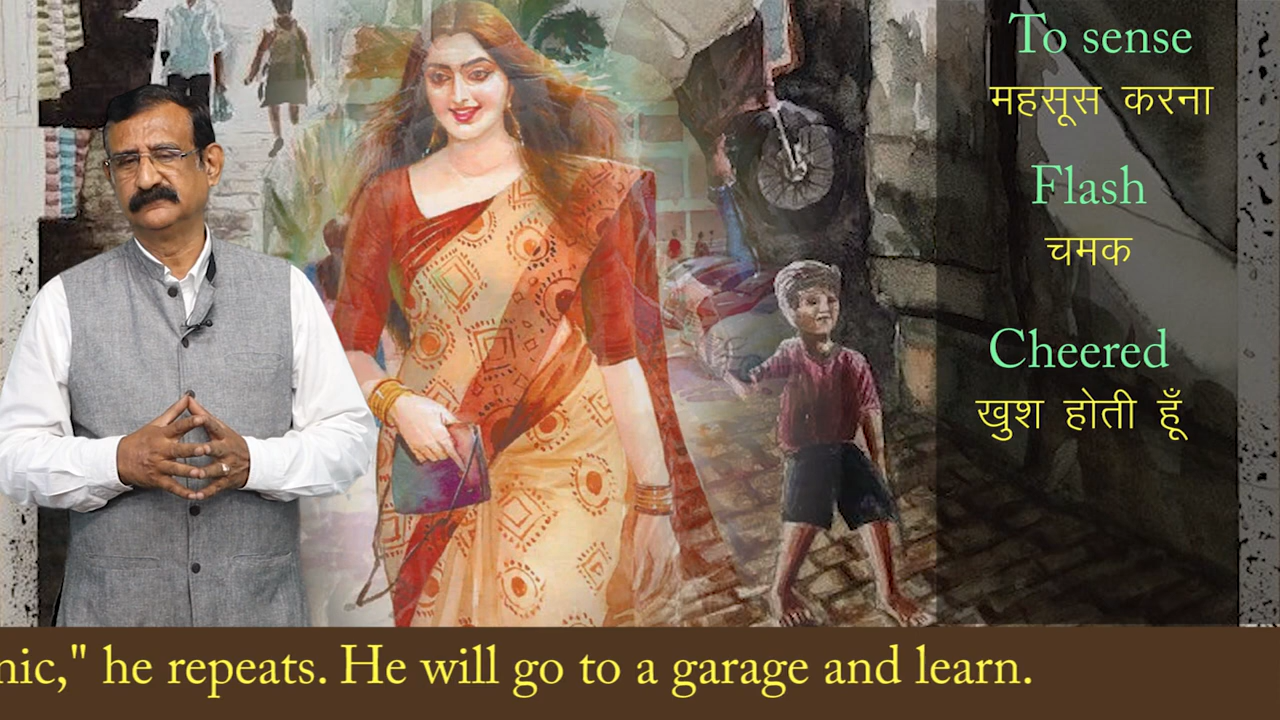 To sense
महसूस करना
Flash
चमक
Cheered
खुश होती हूँ
nic," he repeats. He will go to a garage and learn.